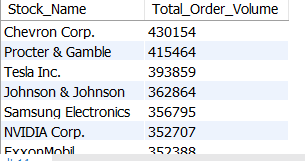 Stock_Name Total_Order_Volume
Chevron Corp. 430154
Procter & Gamble 415464
Tesla Inc. 393859
Johnson & Johnson 362864
Samsung Electronics 356795
NVIDIA Corp. 352707
ExxonMobil 352388